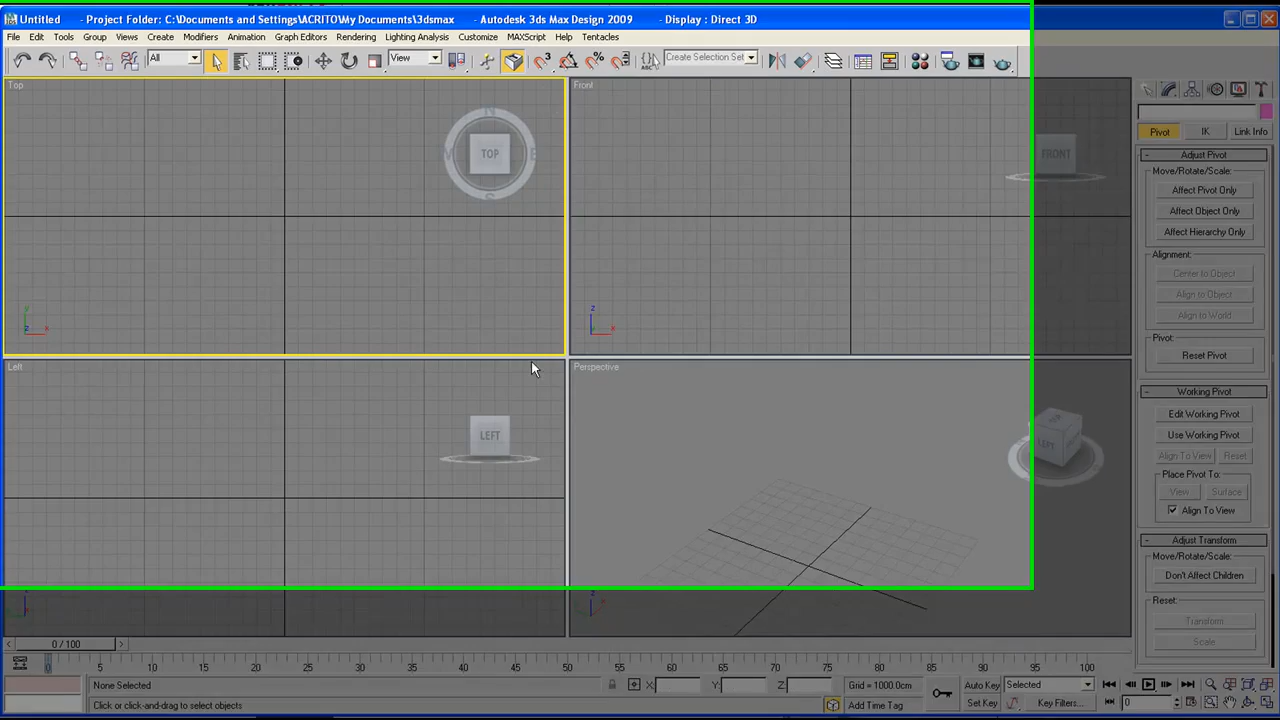 Untitled - Project Folder: C:\Documents and Settings\ACRITO\My Documents\3dsmax - Autodesk 3ds Max Design 2009 - Display : Direct 3D
File Edit Tools Group Views Create Modifiers Animation Graph Editors Rendering Lighting Analysis Customize MAXScript Help Tentacles
All View Create Selection Set
Top Front
N
TOP
S
FRONT
Pivot IK Link Info
Adjust Pivot
Move/Rotate/Scale:
Affect Pivot Only
Affect Object Only
Affect Hierarchy Only
Alignment:
Center to Object
Align to Object
Align to World
Pivot:
Reset Pivot
Left Perspective
LEFT
LEFT
Working Pivot
Edit Working Pivot
Use Working Pivot
Align To View Reset
Place Pivot To:
View Surface
Align To View
Adjust Transform
Move/Rotate/Scale:
Don't Affect Children
Reset:
Transform
Scale
0 / 100
0 5 10 15 20 25 30 35 40 45 50 55 60 65 70 75 80 85 90 95 100
None Selected X: Y: Z: Grid = 1000.0cm Auto Key Selected
Click or click-and-drag to select objects Add Time Tag Set Key Key Filters... 0